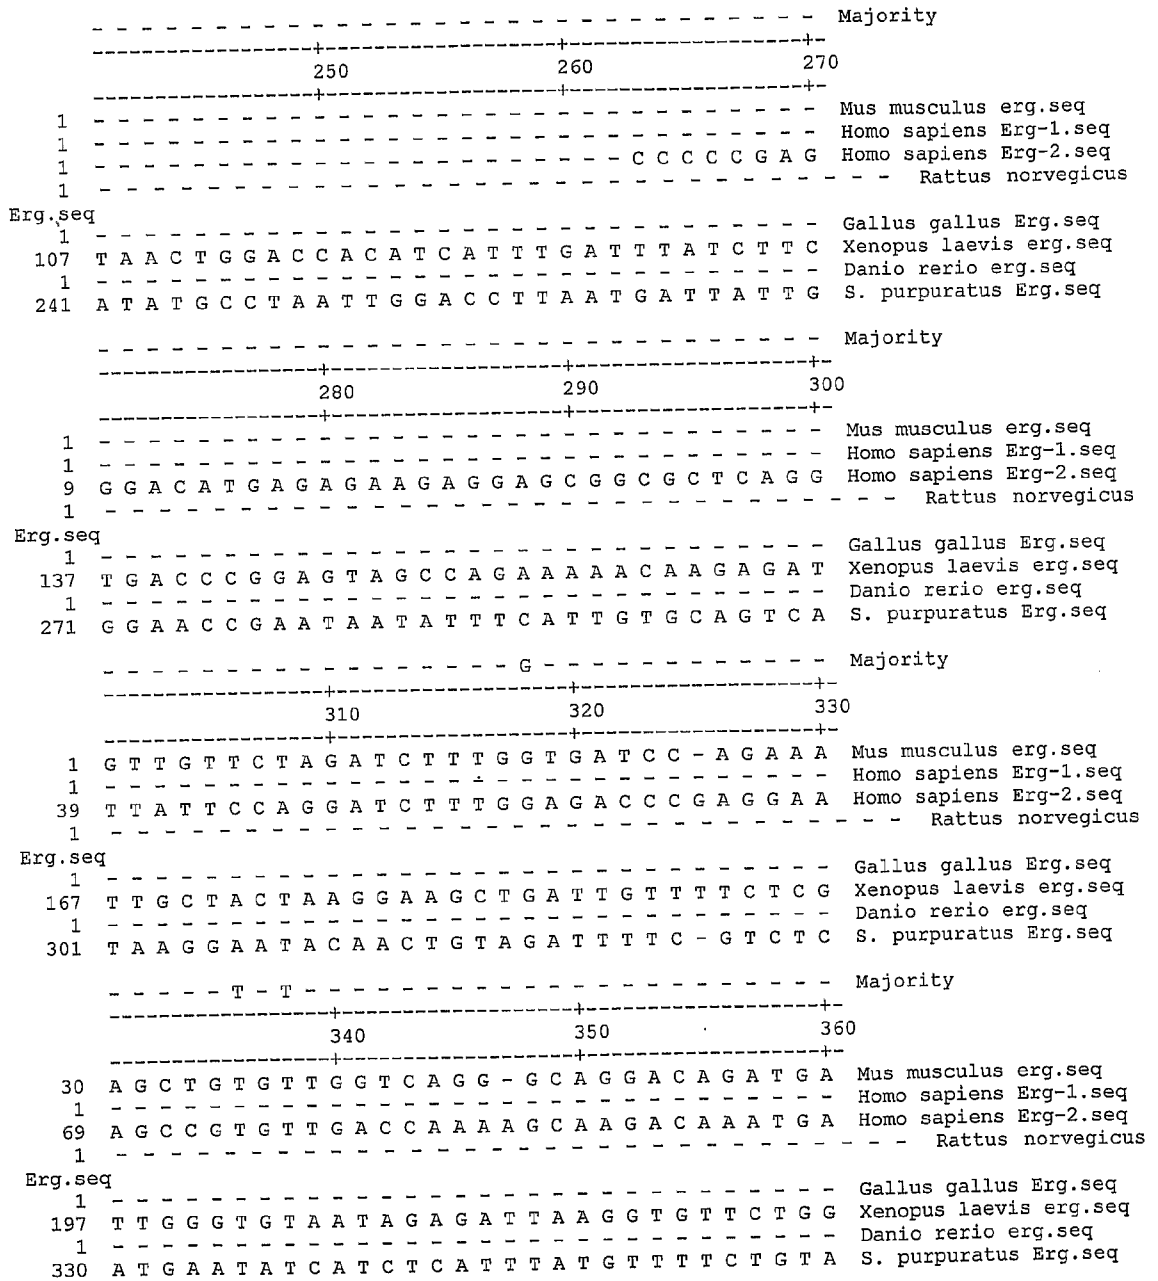 - - - - - - - - - - - - - - - - - - - - - - - - - - - - - - Majority
---------+---------+---------+-
250 260 270
---------+---------+---------+-
1 - - - - - - - - - - - - - - - - - - - - - - - - - - - - - - Mus musculus erg.seq
1 - - - - - - - - - - - - - - - - - - - - - - - - - - - - - - Homo sapiens Erg-1.seq
1 - - - - - - - - - - - - - - - - - - - - - - C C C C C G A G Homo sapiens Erg-2.seq
1 - - - - - - - - - - - - - - - - - - - - - - - - - - - - - - Rattus norvegicus
Erg.seq
1 - - - - - - - - - - - - - - - - - - - - - - - - - - - - - - Gallus gallus Erg.seq
107 T A A C T G G A C C A C A T C A T T T G A T T T A T C T T C Xenopus laevis erg.seq
1 - - - - - - - - - - - - - - - - - - - - - - - - - - - - - - Danio rerio erg.seq
241 A T A T G C C T A A T T G G A C C T T A A T G A T T A T T G S. purpuratus Erg.seq
- - - - - - - - - - - - - - - - - - - - - - - - - - - - - - Majority
---------+---------+---------+-
280 290 300
---------+---------+---------+-
1 - - - - - - - - - - - - - - - - - - - - - - - - - - - - - - Mus musculus erg.seq
1 - - - - - - - - - - - - - - - - - - - - - - - - - - - - - - Homo sapiens Erg-1.seq
9 G G A C A T G A G A G A A G A G G A G C G G C G C T C A G G Homo sapiens Erg-2.seq
1 - - - - - - - - - - - - - - - - - - - - - - - - - - - - - - Rattus norvegicus
Erg.seq
1 - - - - - - - - - - - - - - - - - - - - - - - - - - - - - - Gallus gallus Erg.seq
137 T G A C C C G G A G T A G C C A G A A A A A C A A G A G A T Xenopus laevis erg.seq
1 - - - - - - - - - - - - - - - - - - - - - - - - - - - - - - Danio rerio erg.seq
271 G G A A C C G A A T A A T A T T T C A T T G T G C A G T C A S. purpuratus Erg.seq
- - - - - - - - - - - - - - - - - G - - - - - - - - - - - - Majority
---------+---------+---------+-
310 320 330
---------+---------+---------+-
1 G T T G T T C T A G A T C T T T G G T G A T C C - A G A A A Mus musculus erg.seq
1 - - - - - - - - - - - - - - - - - - - - - - - - - - - - - - Homo sapiens Erg-1.seq
39 T T A T T C C A G G A T C T T T G G A G A C C C G A G G A A Homo sapiens Erg-2.seq
1 - - - - - - - - - - - - - - - - - - - - - - - - - - - - - - Rattus norvegicus
Erg.seq
1 - - - - - - - - - - - - - - - - - - - - - - - - - - - - - - Gallus gallus Erg.seq
167 T T G C T A C T A A G G A A G C T G A T T G T T T T C T C G Xenopus laevis erg.seq
1 - - - - - - - - - - - - - - - - - - - - - - - - - - - - - - Danio rerio erg.seq
301 T A A G G A A T A C A A C T G T A G A T T T T C - G T C T C S. purpuratus Erg.seq
- - - - - T - T - - - - - - - - - - - - - - - - - - - - - - Majority
---------+---------+---------+-
340 350 360
---------+---------+---------+-
30 A G C T G T G T T G G T C A G G - G C A G G A C A G A T G A Mus musculus erg.seq
1 - - - - - - - - - - - - - - - - - - - - - - - - - - - - - - Homo sapiens Erg-1.seq
69 A G C C G T G T T G A C C A A A A G C A A G A C A A A T G A Homo sapiens Erg-2.seq
1 - - - - - - - - - - - - - - - - - - - - - - - - - - - - - - Rattus norvegicus
Erg.seq
1 - - - - - - - - - - - - - - - - - - - - - - - - - - - - - - Gallus gallus Erg.seq
197 T T G G G T G T A A T A G A G A T T A A G G T G T T C T G G Xenopus laevis erg.seq
1 - - - - - - - - - - - - - - - - - - - - - - - - - - - - - - Danio rerio erg.seq
330 A T G A A T A T C A T C T C A T T T A T G T T T T C T G T A S. purpuratus Erg.seq